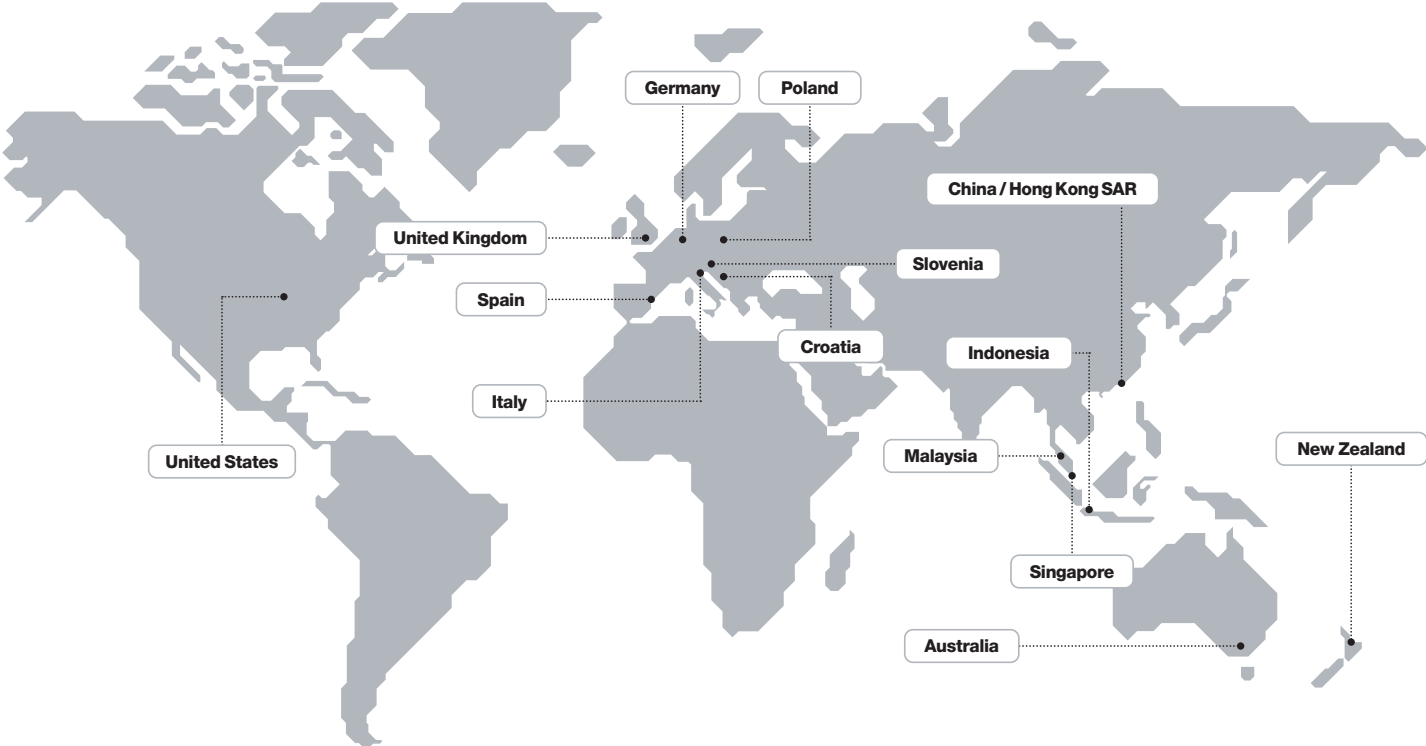 Germany
Poland
China / Hong Kong SAR
United Kingdom
Slovenia
Spain
Croatia
Indonesia
Italy
New Zealand
Malaysia
United States
Singapore
Australia